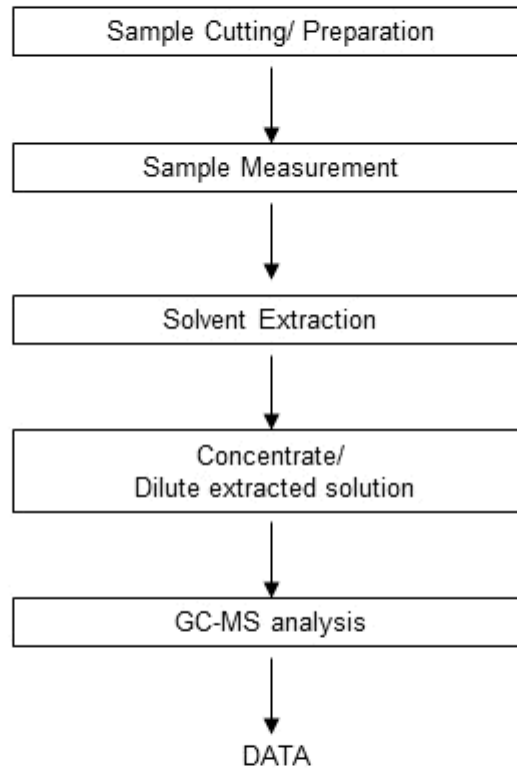 Sample Cutting/ Preparation
Sample Measurement
Solvent Extraction
Concentrate/
Dilute extracted solution
GC-MS analysis
DATA